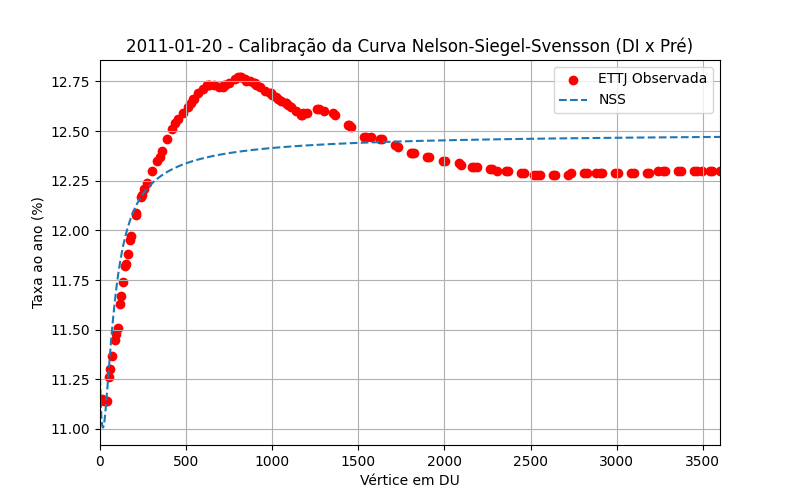 2011-01-20 - Calibração da Curva Nelson-Siegel-Svensson (DI x Pré)
ETTJ Observada
NSS
Taxa ao ano (%)
12.75
12.50
12.25
12.00
11.75
11.50
11.25
11.00
0 500 1000 1500 2000 2500 3000 3500
Vértice em DU